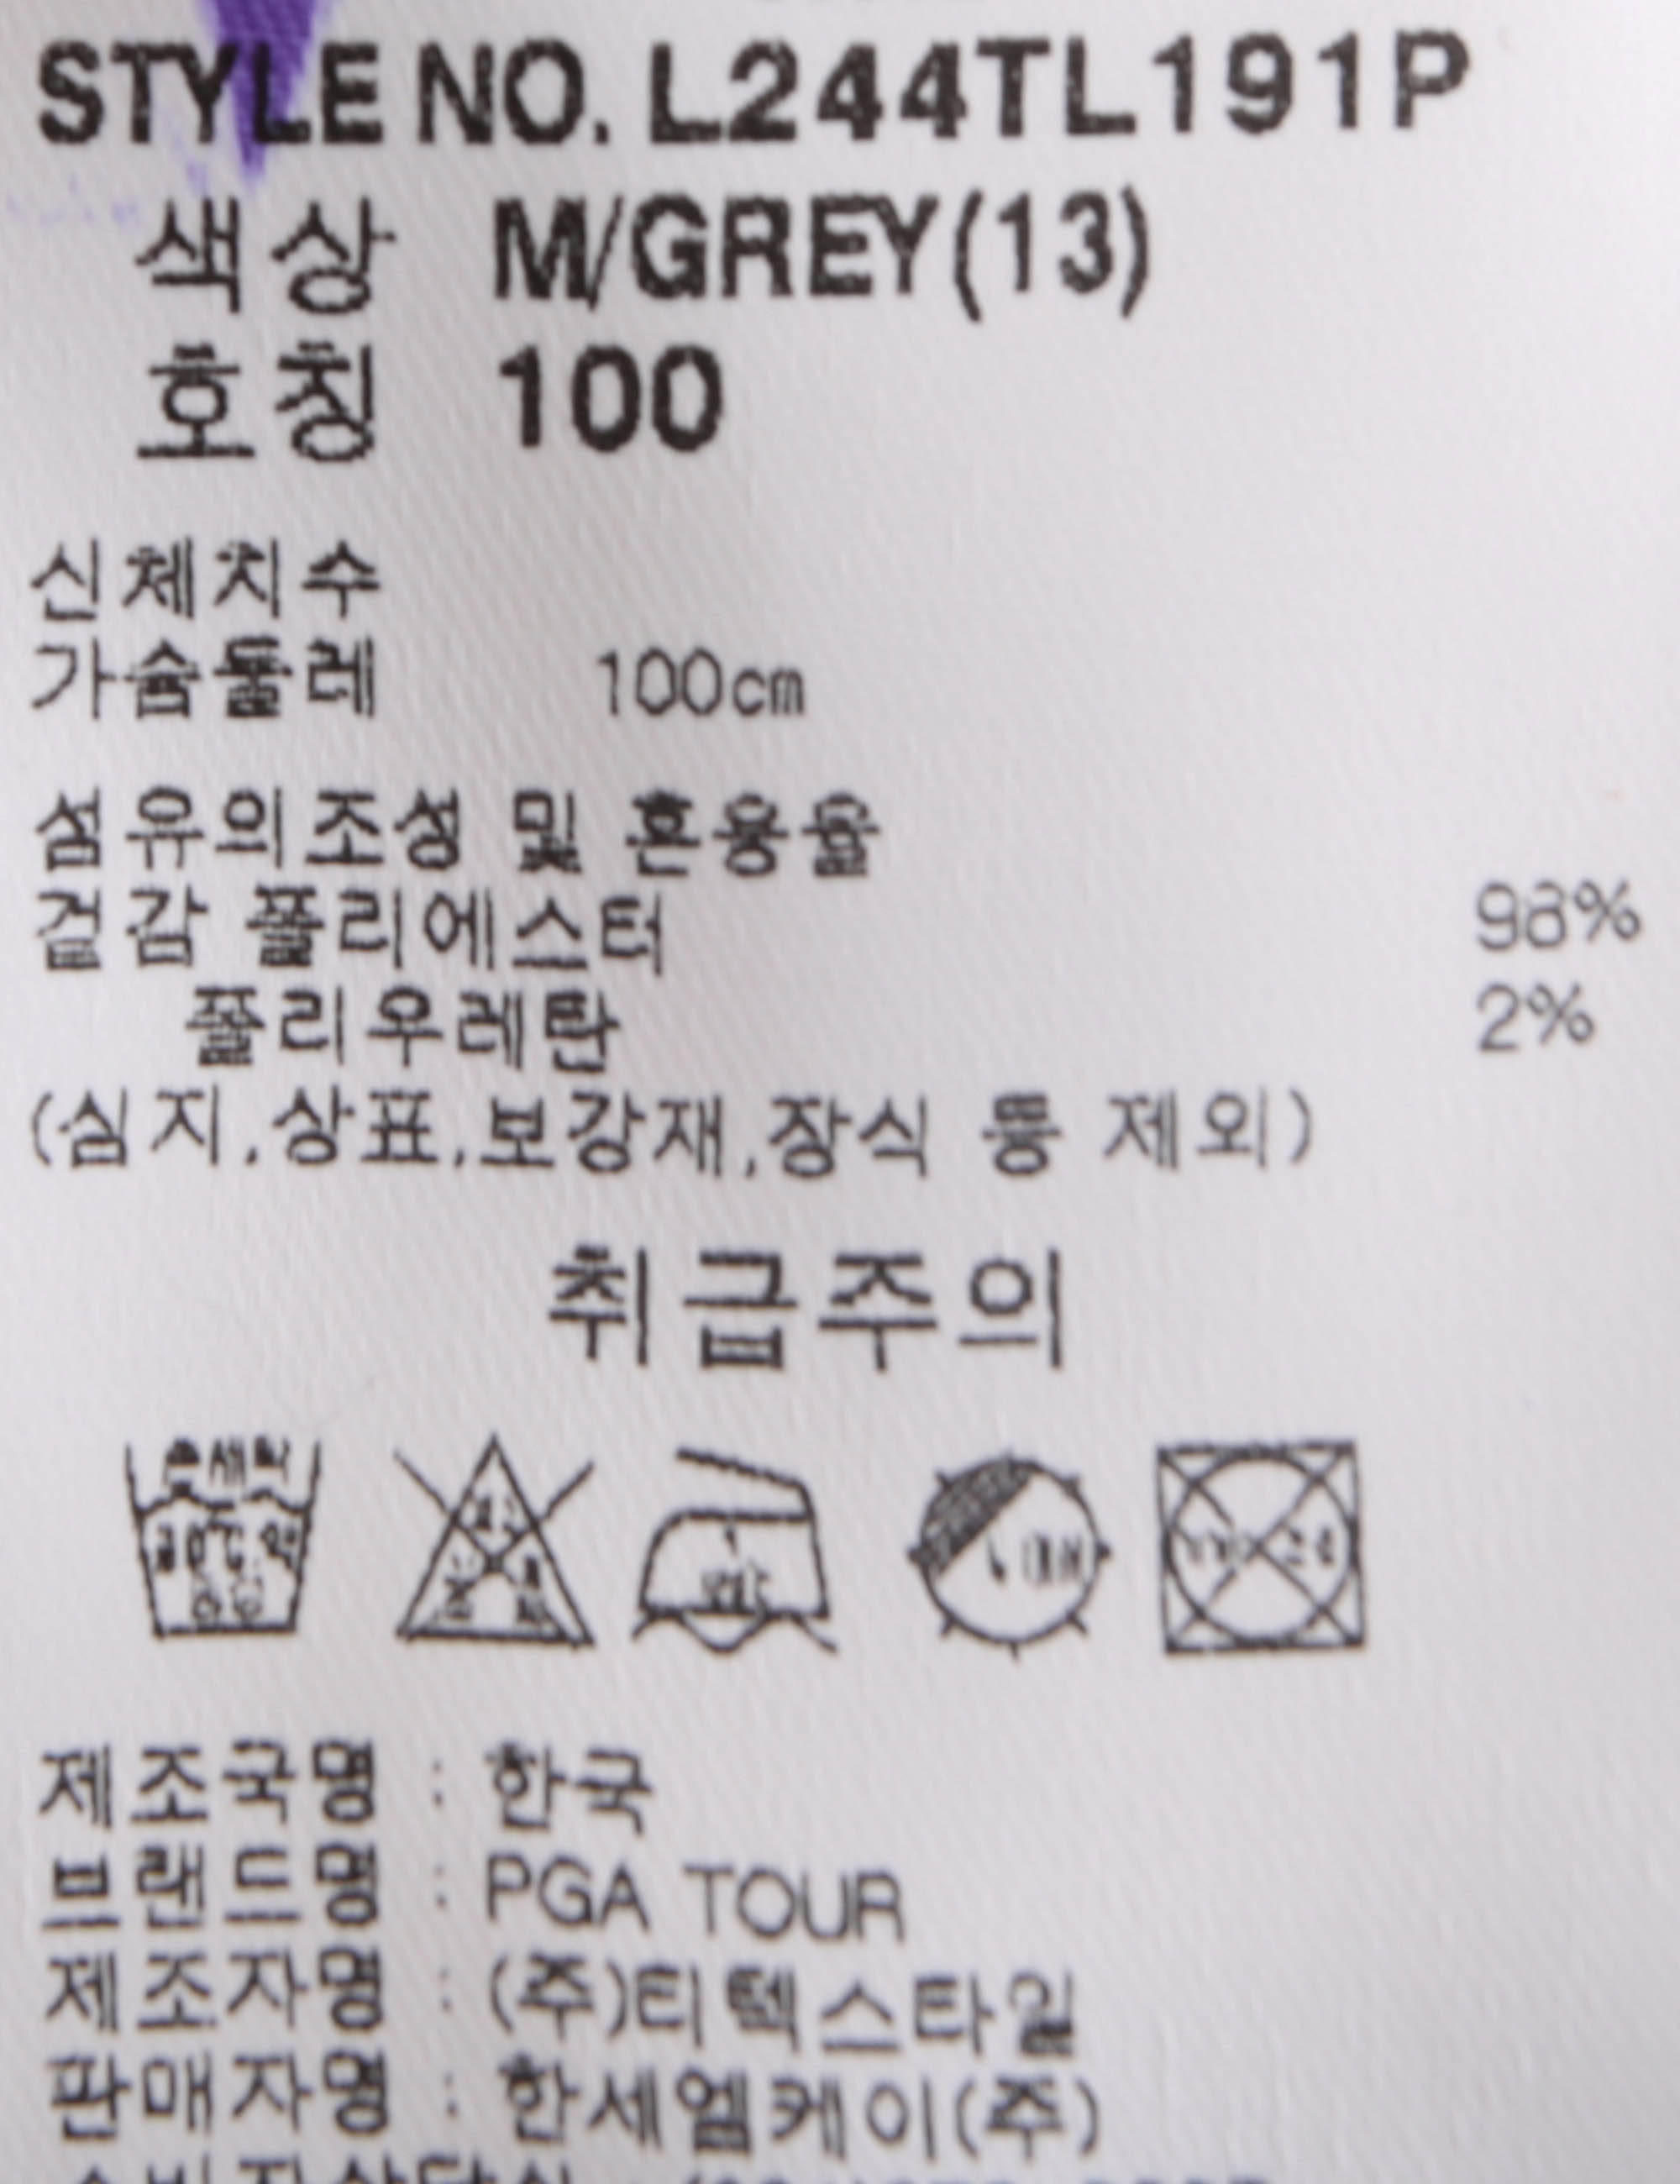 STYLE NO. L244TL191P
색상 M/GREY(13)
호칭 100
신체치수
가슴둘레 100cm
섬유의조성 및 혼용율
겉감 폴리에스터 98%
폴리우레탄 2%
(심지,상표,보강재,장식 등 제외)
취급주의
제조국명 : 한국
브랜드명 : PGA TOUR
제조자명 : (주)티텍스타일
판매자명 : 한세엠케이(주)